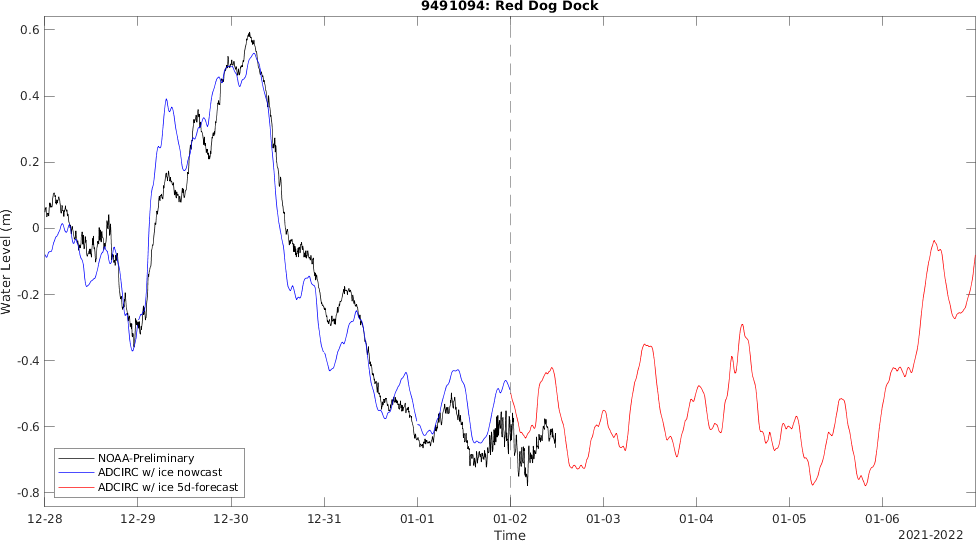 9491094: Red Dog Dock
Water Level (m)
0.6
0.4
0.2
0
-0.2
-0.4
-0.6
-0.8
NOAA-Preliminary
ADCIRC w/ ice nowcast
ADCIRC w/ ice 5d-forecast
12-28 12-29 12-30 12-31 01-01 01-02 01-03 01-04 01-05 01-06
Time
2021-2022